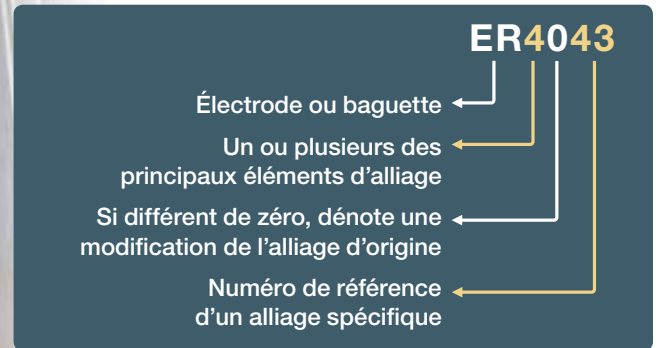 ER4043
Électrode ou baguette
Un ou plusieurs des
principaux éléments d’alliage
Si différent de zéro, dénote une
modification de l’alliage d’origine
Numéro de référence
d’un alliage spécifique